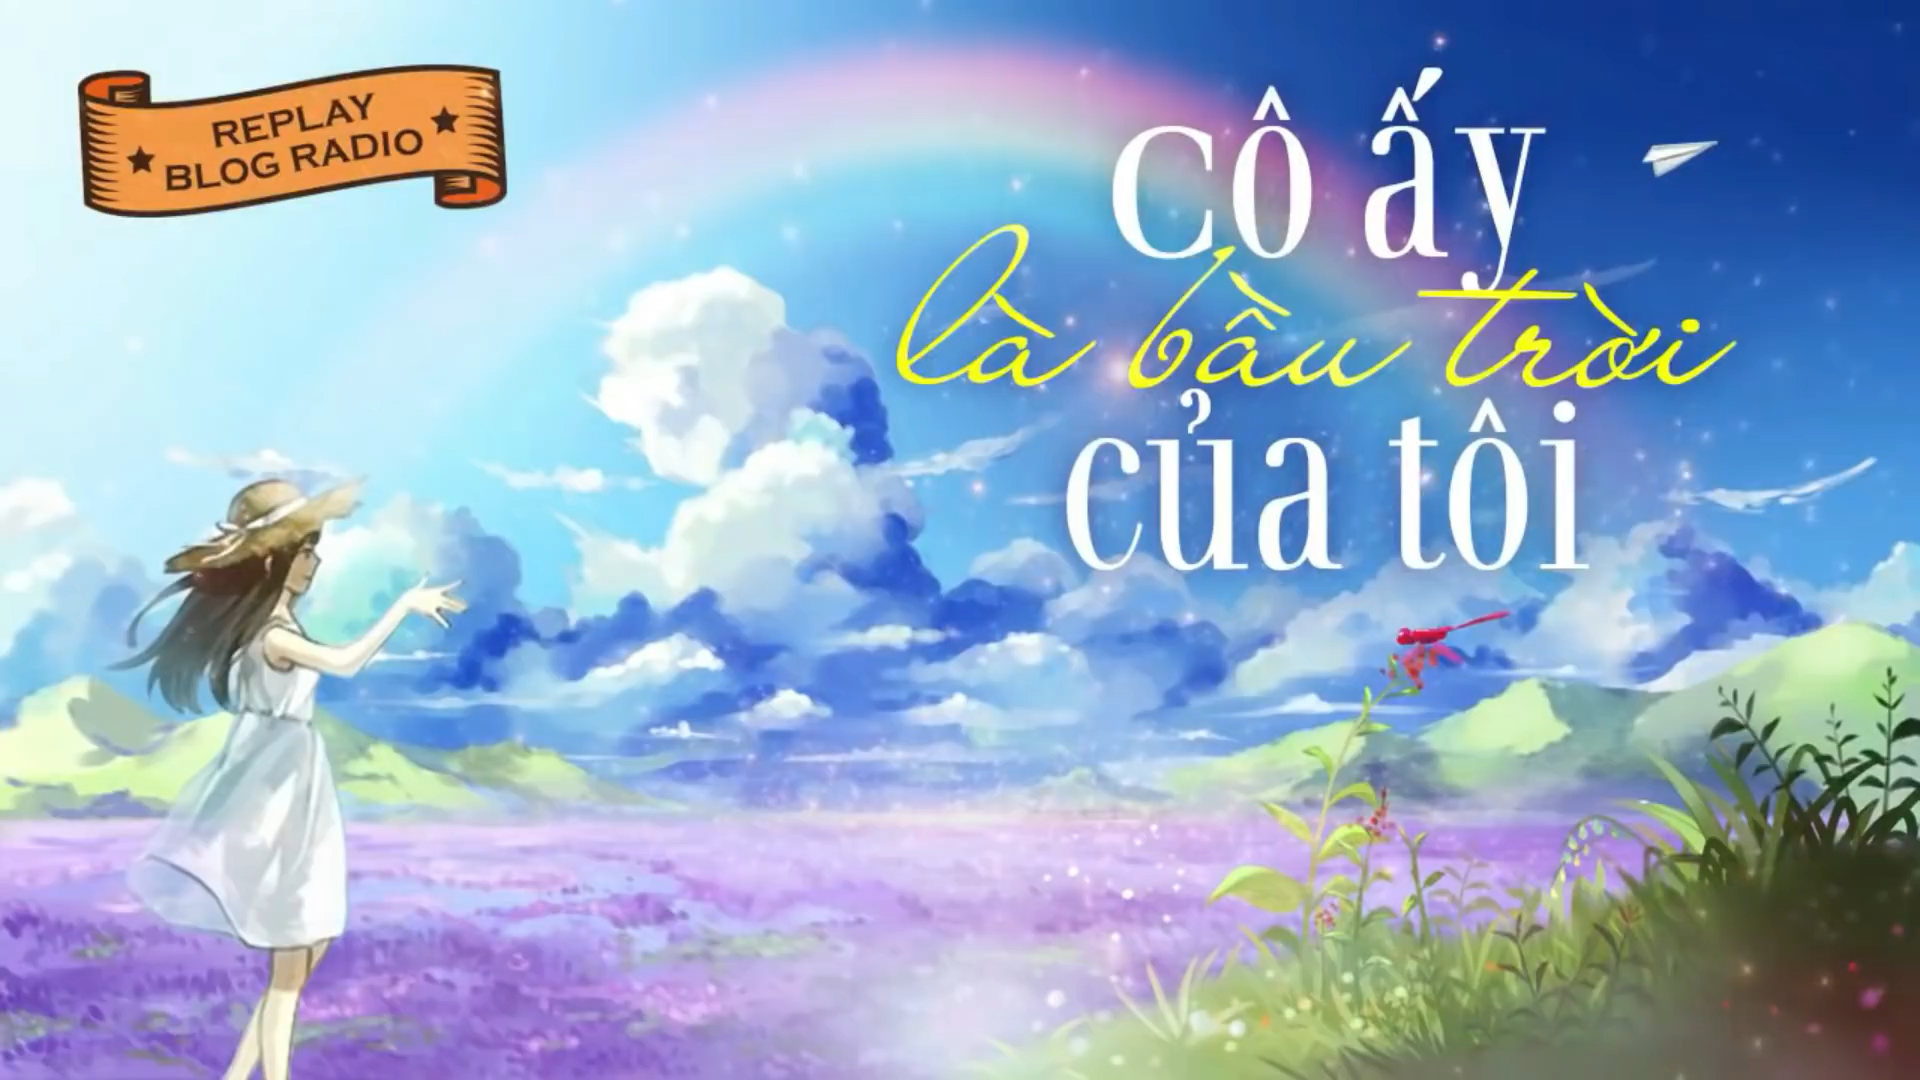 REPLAY
BLOG RADIO
cô ấy
là bầu trời
của tôi